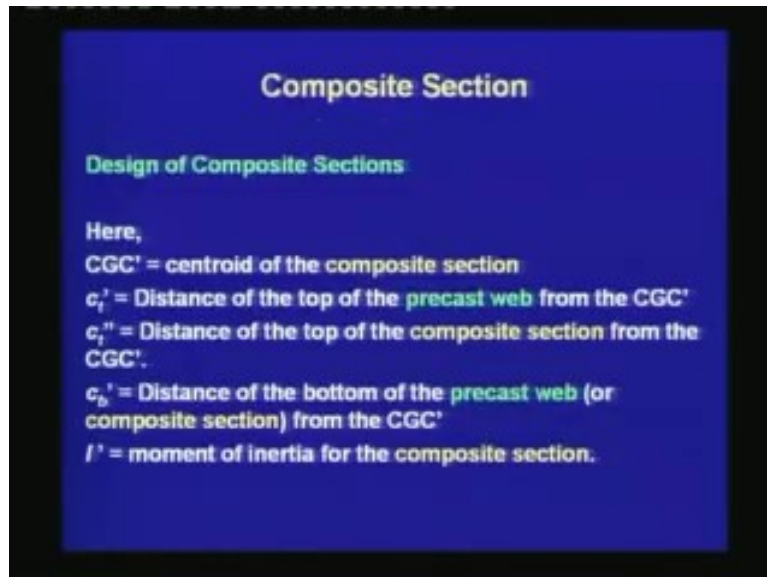 Composite Section
Design of Composite Sections
Here,
CGC' = centroid of the composite section
cₜ' = Distance of the top of the precast web from the CGC'
cₜ" = Distance of the top of the composite section from the
CGC'.
c_b' = Distance of the bottom of the precast web (or
composite section) from the CGC'
I' = moment of inertia for the composite section.